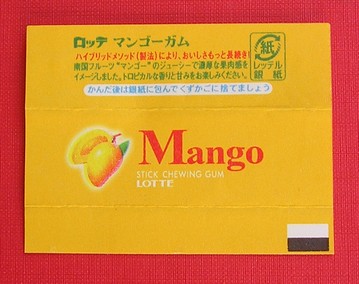 ロッテ マンゴーガム
ハイブリッドメソッド(製法)により、おいしさもっと長続き!
南国フルーツ"マンゴー"のジューシーで濃厚な果肉感を
イメージしました。トロピカルな香りと甘みをお楽しみください。
紙
レッテル
銀紙
かんだ後は銀紙に包んでくずかごに捨てましょう
Mango
STICK CHEWING GUM
LOTTE